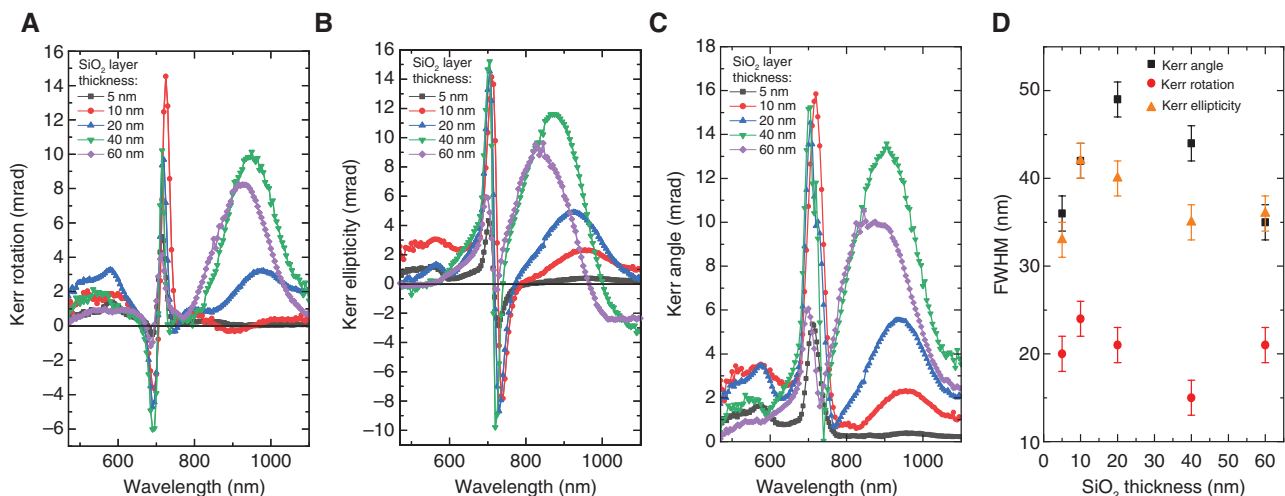 A
Kerr rotation (mrad)
16
14
12
10
8
6
4
2
0
−2
−4
−6
SiO2 layer
thickness:
5 nm
10 nm
20 nm
40 nm
60 nm
600
800
1000
Wavelength (nm)
B
Kerr ellipticity (mrad)
16
14
12
10
8
6
4
2
0
−2
−4
−6
−8
−10
SiO2 layer
thickness:
5 nm
10 nm
20 nm
40 nm
60 nm
600
800
1000
Wavelength (nm)
C
Kerr angle (mrad)
18
16
14
12
10
8
6
4
2
0
SiO2 layer
thickness:
5 nm
10 nm
20 nm
40 nm
60 nm
600
800
1000
Wavelength (nm)
D
FWHM (nm)
50
40
30
20
10
Kerr angle
Kerr rotation
Kerr ellipticity
0
10
20
30
40
50
60
SiO2 thickness (nm)